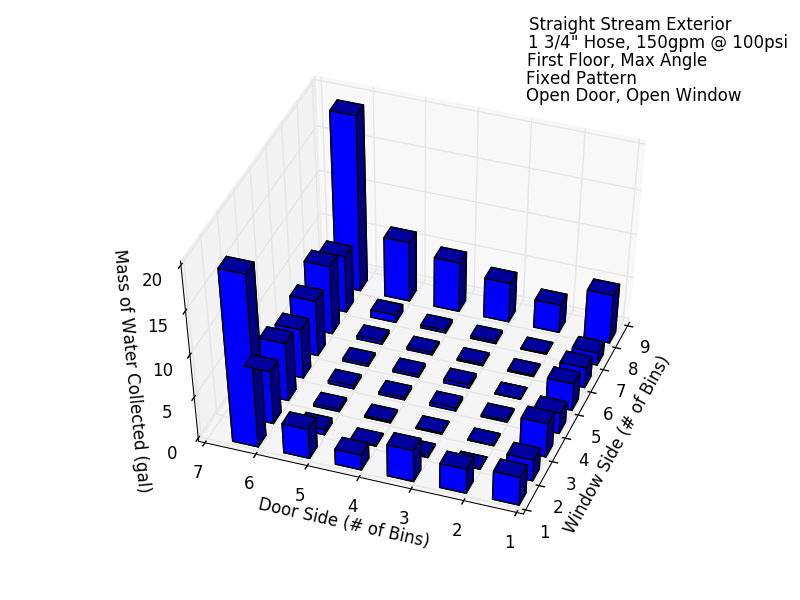 Straight Stream Exterior
1 3/4" Hose, 150gpm @ 100psi
First Floor, Max Angle
Fixed Pattern
Open Door, Open Window
Mass of Water Collected (gal)
20
15
10
5
0
7
6
5
4
3
2
1
Door Side (# of Bins)
9
8
7
6
5
4
3
2
1
Window Side (# of Bins)